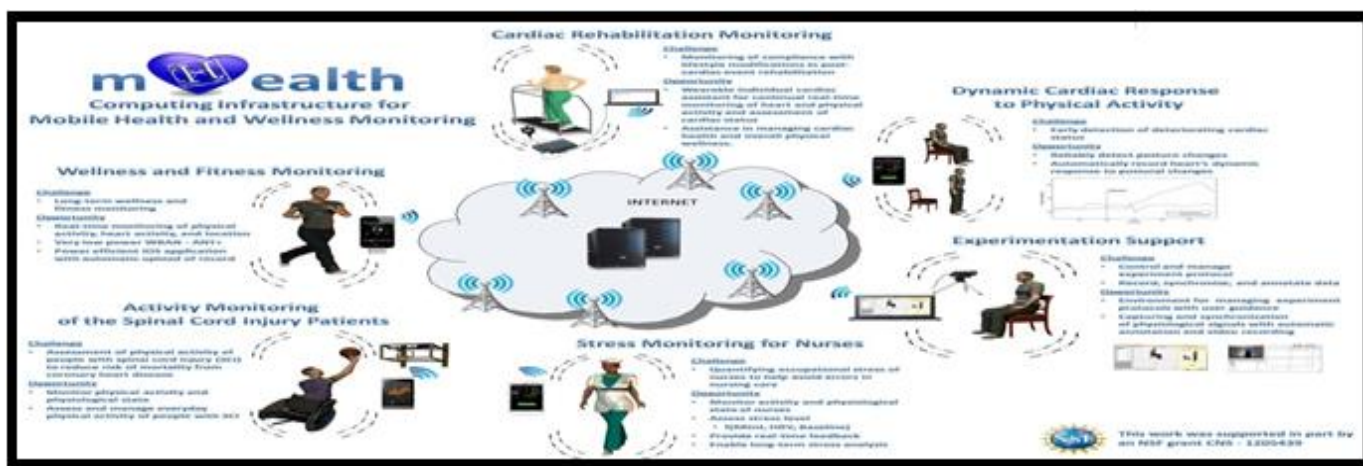 mHealth
Computing Infrastructure for
Mobile Health and Wellness Monitoring
Wellness and Fitness Monitoring
Challenge
• Long-term wellness and
fitness monitoring
Opportunity
• Real-time monitoring of physical
activity, heart activity, and location
• Very low power WBAN - ANT+
• Power efficient iOS application
with automatic upload of record
Activity Monitoring
of the Spinal Cord Injury Patients
Challenge
• Assessment of physical activity of
people with spinal cord injury (SCI)
to reduce risk of mortality from
coronary heart disease
Opportunity
• Monitor physical activity and
physiological state
• Assess and manage everyday
physical activity of people with SCI
Cardiac Rehabilitation Monitoring
Challenge
• Monitoring of compliance with
lifestyle modifications in post-
cardiac event rehabilitation
Opportunity
• Wearable individual cardiac
assistant for continual real-time
monitoring of heart and physical
activity and assessment of
cardiac status
• Assistance in managing cardiac
health and overall physical
wellness.
INTERNET
Stress Monitoring for Nurses
Challenge
• Quantifying occupational stress of
nurses to help avoid errors in
nursing care
Opportunity
• Monitor activity and physiological
state of nurses
• Assess stress level
• Provide real-time feedback
• Enable long-term stress analysis
Dynamic Cardiac Response
to Physical Activity
Challenge
• Early detection of deteriorating cardiac
status
Opportunity
• Reliably detect posture changes
• Automatically record heart's dynamic
response to postural changes
Experimentation Support
Challenge
• Control and manage
experiment protocol
• Record, synchronize, and annotate data
Opportunity
• Environment for managing experiment
protocols with user guidance
• Capturing and synchronization
of physiological signals with automatic
annotation and video recording
NSF
This work was supported in part by
an NSF grant CNS - 1205439